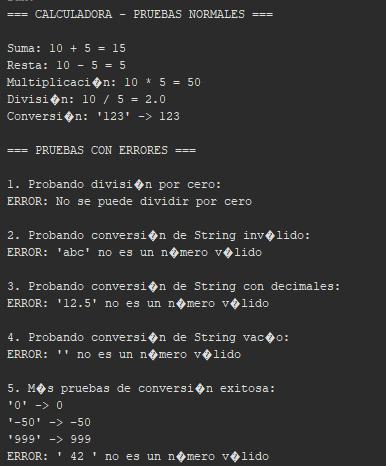 === CALCULADORA - PRUEBAS NORMALES ===
Suma: 10 + 5 = 15
Resta: 10 - 5 = 5
Multiplicaci�n: 10 * 5 = 50
Divisi�n: 10 / 5 = 2.0
Conversi�n: '123' -> 123
=== PRUEBAS CON ERRORES ===
1. Probando divisi�n por cero:
ERROR: No se puede dividir por cero
2. Probando conversi�n de String inv�lido:
ERROR: 'abc' no es un n�mero v�lido
3. Probando conversi�n de String con decimales:
ERROR: '12.5' no es un n�mero v�lido
4. Probando conversi�n de String vac�o:
ERROR: '' no es un n�mero v�lido
5. M�s pruebas de conversi�n exitosa:
'0' -> 0
'-50' -> -50
'999' -> 999
ERROR: ' 42 ' no es un n�mero v�lido